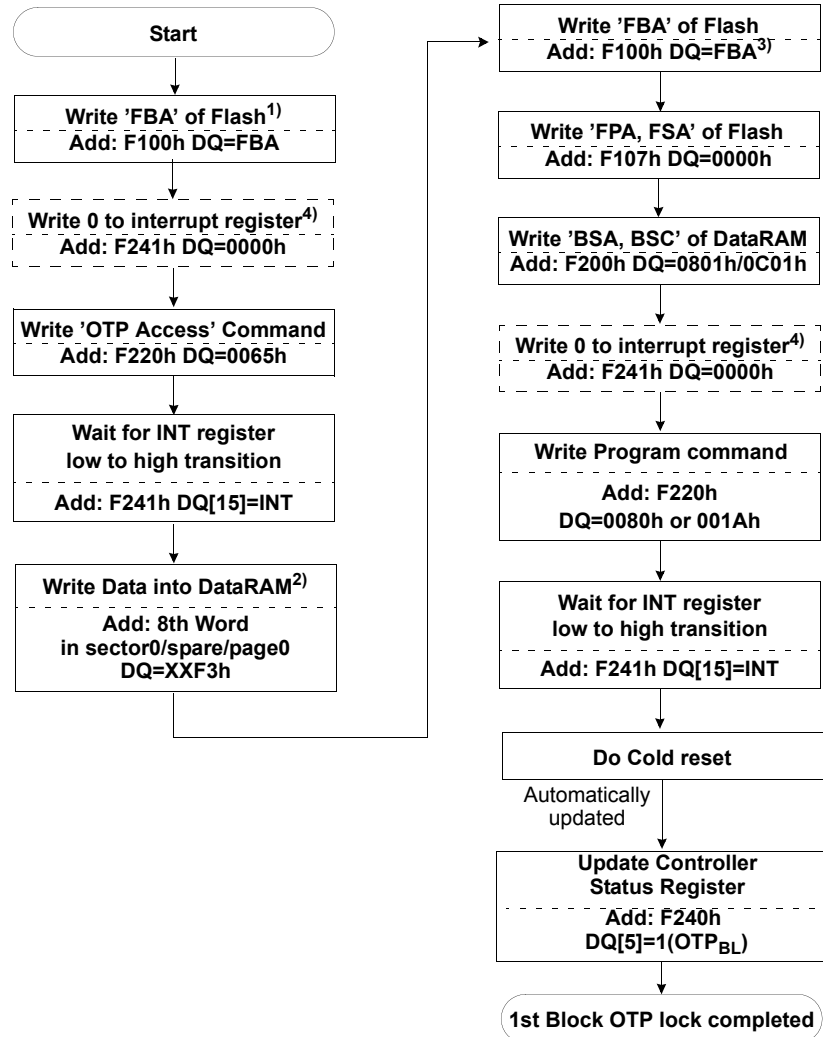 Start
Write 'FBA' of Flash1)
Add: F100h DQ=FBA
Write 0 to interrupt register4)
Add: F241h DQ=0000h
Write 'OTP Access' Command
Add: F220h DQ=0065h
Wait for INT register
low to high transition
Add: F241h DQ[15]=INT
Write Data into DataRAM2)
Add: 8th Word
in sector0/spare/page0
DQ=XXF3h
Write 'FBA' of Flash
Add: F100h DQ=FBA3)
Write 'FPA, FSA' of Flash
Add: F107h DQ=0000h
Write 'BSA, BSC' of DataRAM
Add: F200h DQ=0801h/0C01h
Write 0 to interrupt register4)
Add: F241h DQ=0000h
Write Program command
Add: F220h
DQ=0080h or 001Ah
Wait for INT register
low to high transition
Add: F241h DQ[15]=INT
Do Cold reset
Automatically
updated
Update Controller
Status Register
Add: F240h
DQ[5]=1(OTPBL)
1st Block OTP lock completed